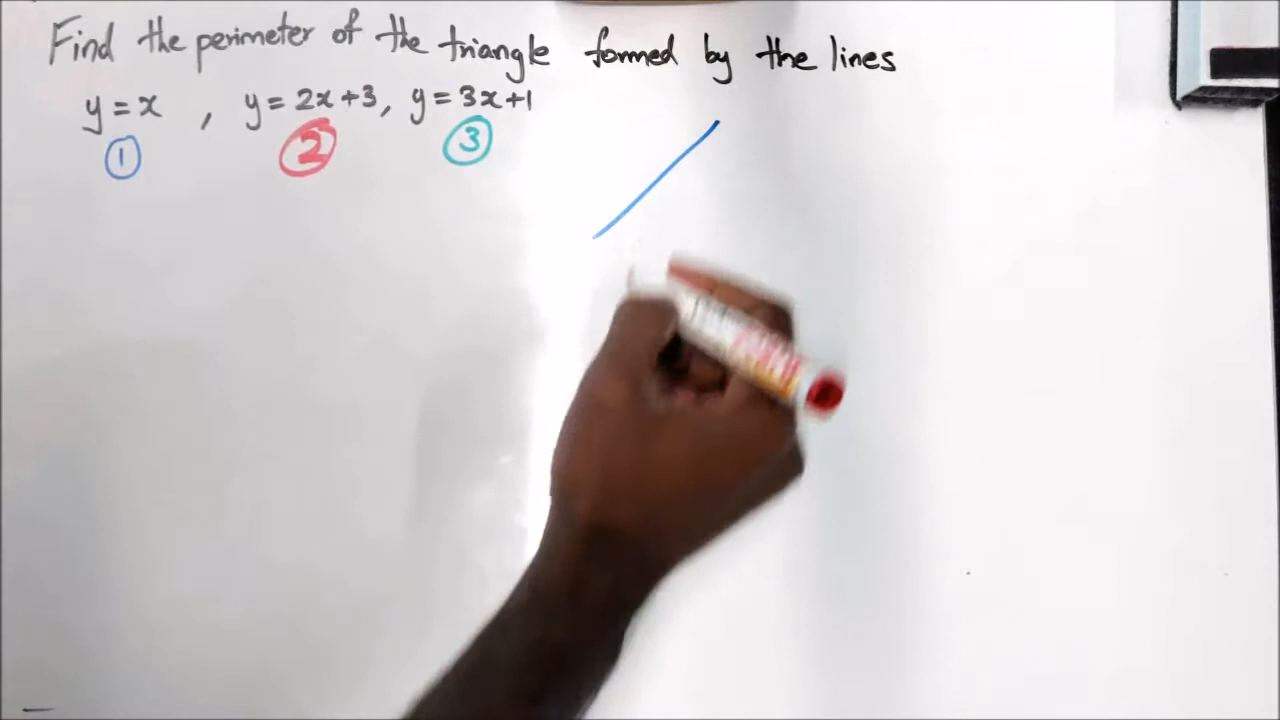 Find the perimeter of the triangle formed by the lines
y = x , y = 2x+3, y = 3x+1
1 2 3